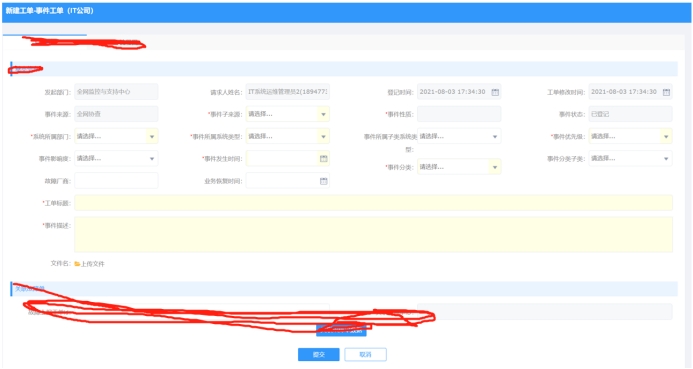 新建工单-事件工单（IT公司）
发起部门： 全网监控与支持中心 请求人姓名： IT系统运维管理员2(189477 登记时间： 2021-08-03 17:34:30 工单修改时间： 2021-08-03 17:34:30
事件来源： 全网协查 *事件子来源： 请选择... *事件性质： 事件状态： 已登记
*系统所属部门： 请选择... *事件所属系统类型： 请选择... 事件所属子类系统类型： 请选择... *事件优先级： 请选择...
事件影响度： 请选择... *事件发生时间： *事件分类： 请选择... 事件分类子类： 请选择...
故障厂商： 业务恢复时间：
*工单标题：
*事件描述：
文件名： 上传文件
提交 取消